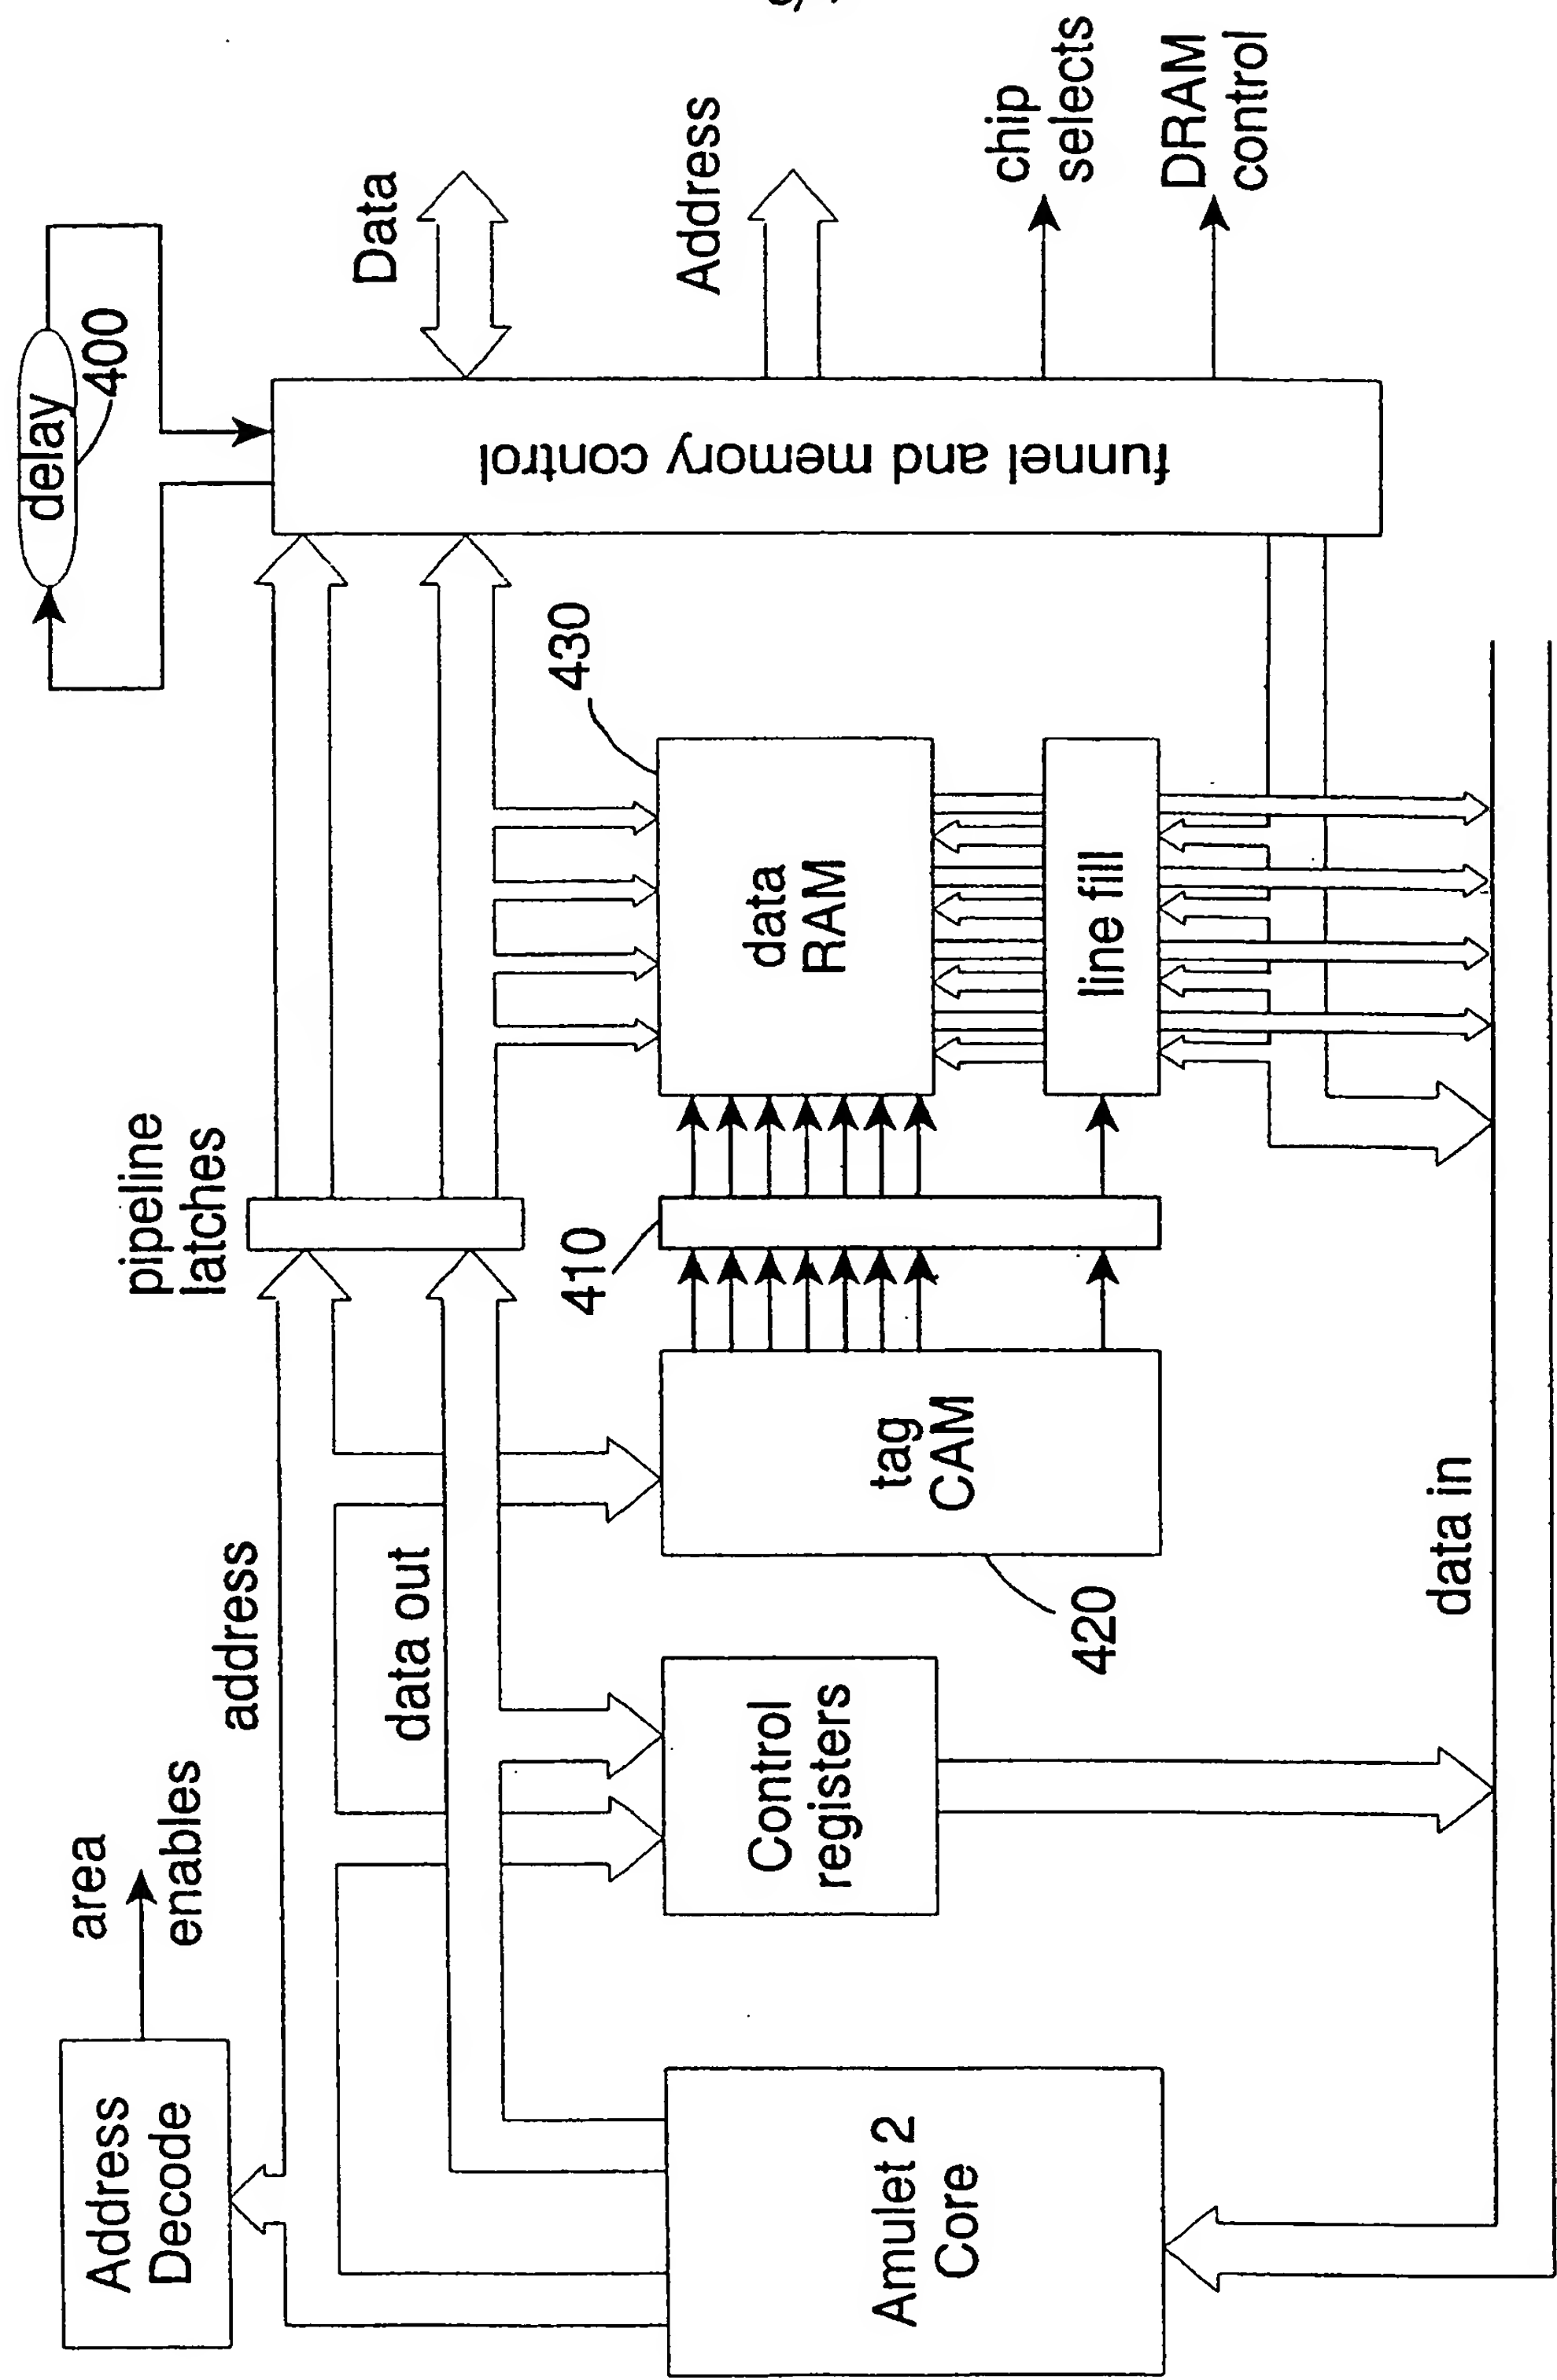 Address
Decode
area
enables
address
data out
pipeline
latches
delay
400
Data
Address
chip
selects
DRAM
control
funnel and memory control
430
data
RAM
line fill
410
tag
CAM
420
Control
registers
Amulet 2
Core
data in